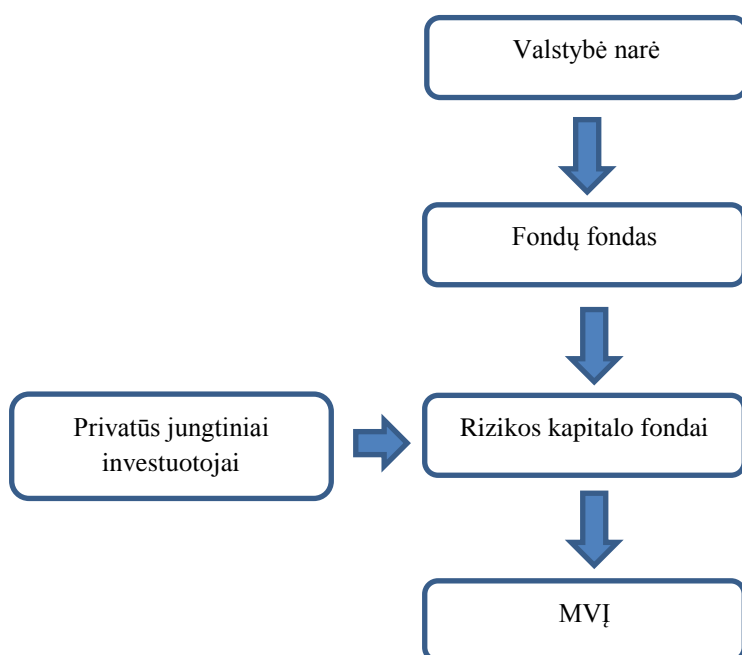 Valstybė narė
Fondų fondas
Privatūs jungtiniai
investuotojai
Rizikos kapitalo fondai
MVĮ